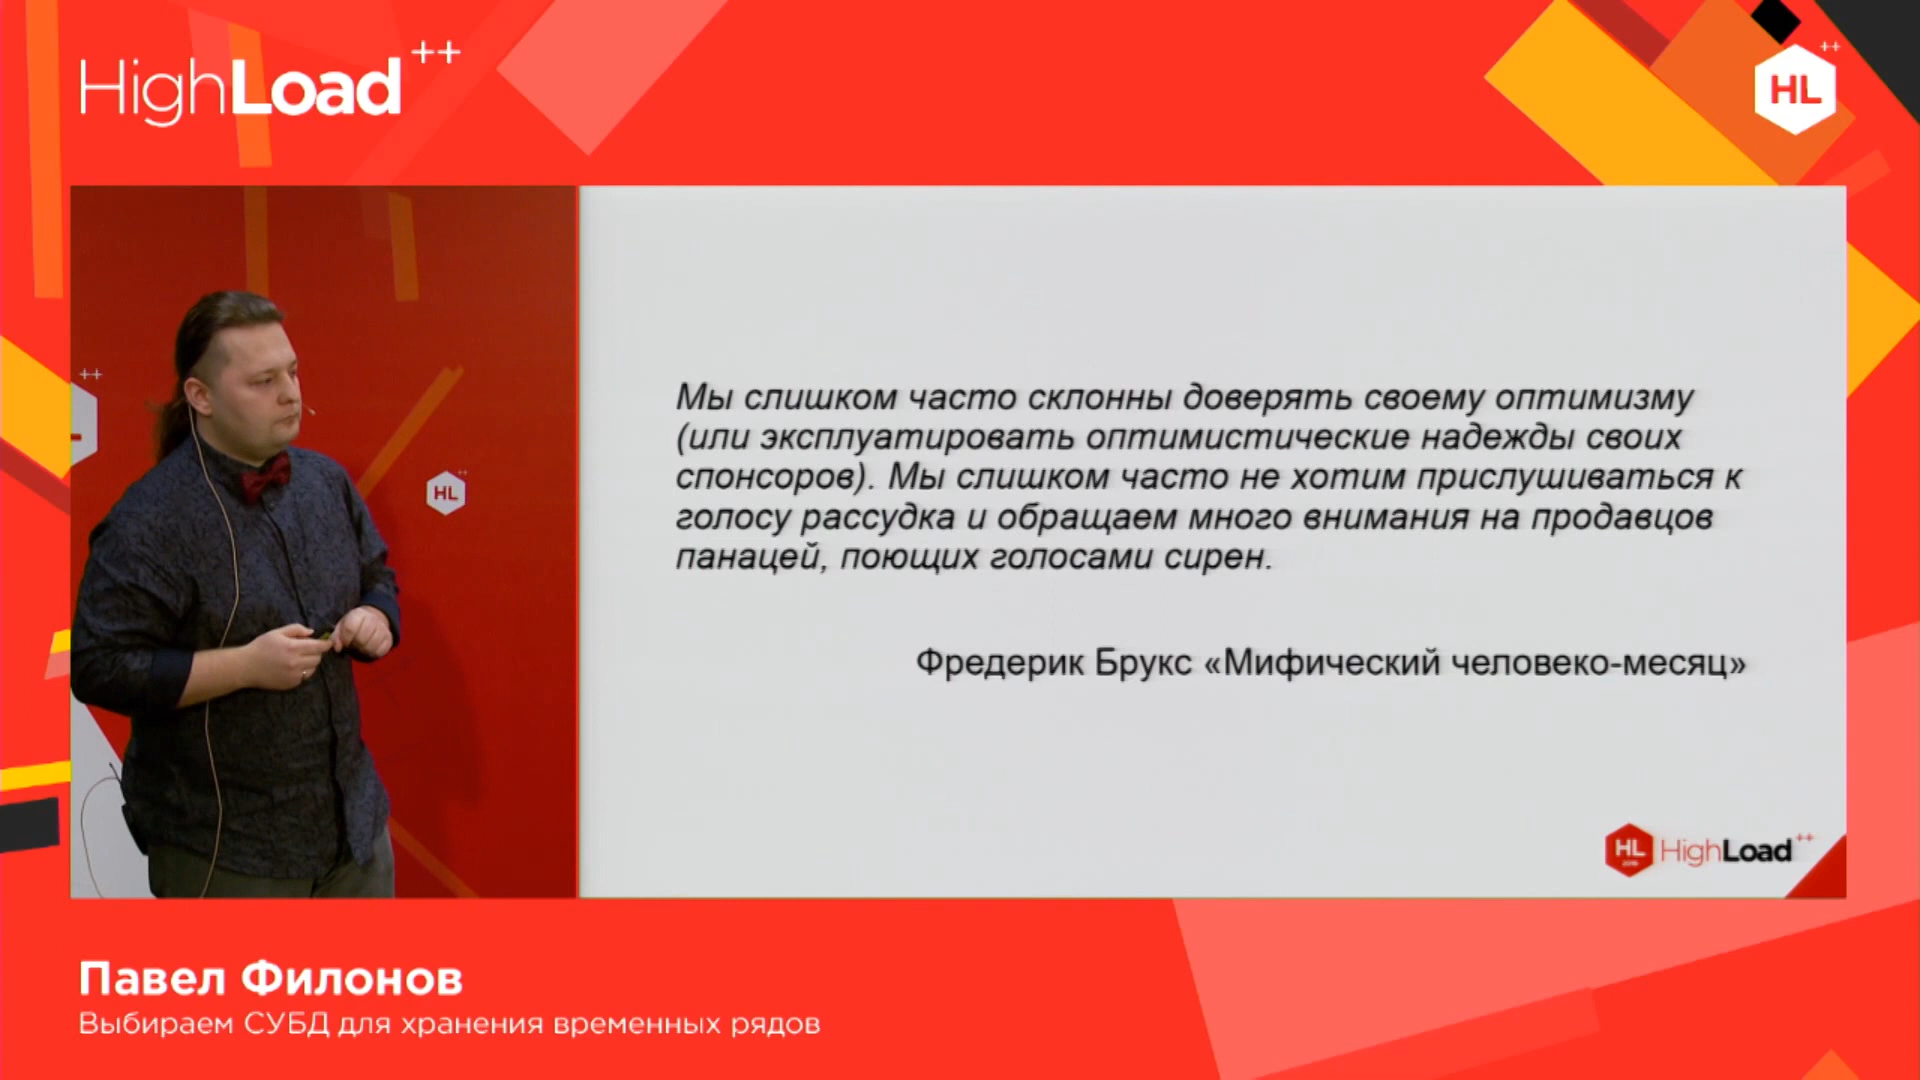 HighLoad++
HL++
++
HL++
Мы слишком часто склонны доверять своему оптимизму
(или эксплуатировать оптимистические надежды своих
спонсоров). Мы слишком часто не хотим прислушиваться к
голосу рассудка и обращаем много внимания на продавцов
панацей, поющих голосами сирен.
Фредерик Брукс «Мифический человеко-месяц»
HL
HighLoad++
Павел Филонов
Выбираем СУБД для хранения временных рядов